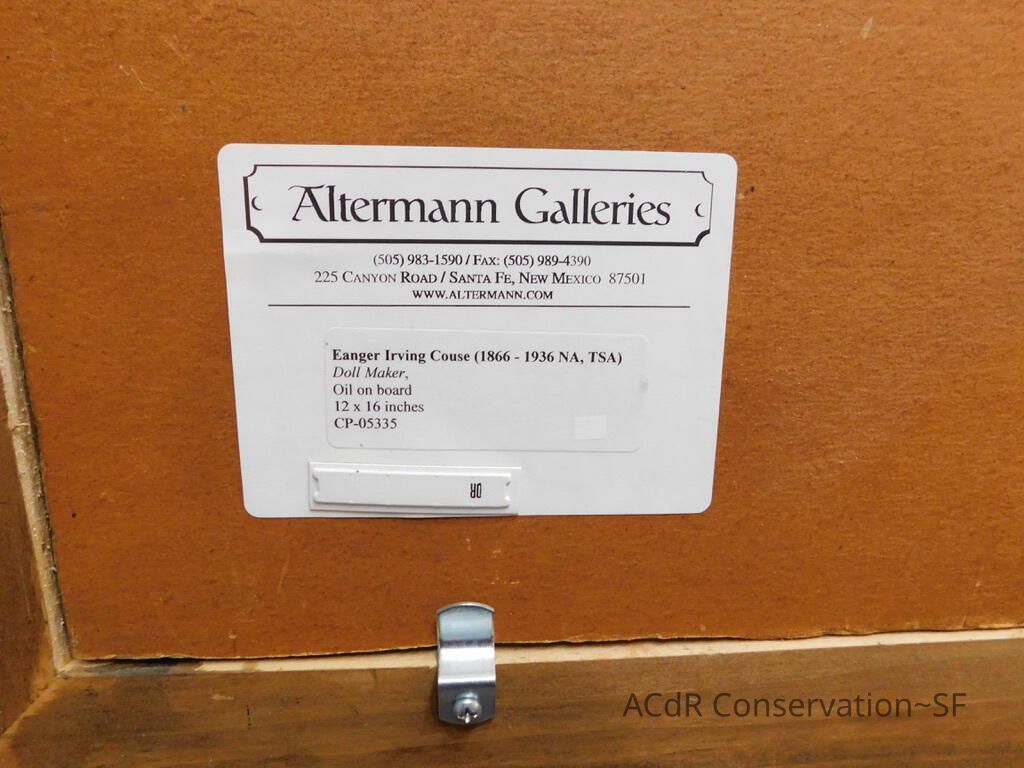 Altermann Galleries
(505) 983-1590 / FAX: (505) 989-4390
225 CANYON ROAD / SANTA FE, NEW MEXICO 87501
WWW.ALTERMANN.COM
Eanger Irving Couse (1866 - 1936 NA, TSA)
Doll Maker,
Oil on board
12 x 16 inches
CP-05335
DR
ACdR Conservation~SF